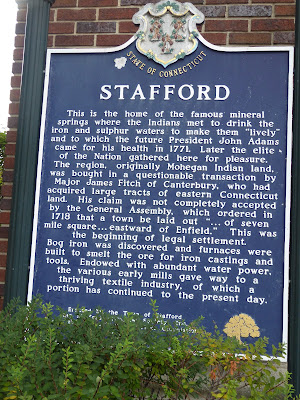 STATE OF CONNECTICUT
STAFFORD
This is the home of the famous mineral
springs where the Indians met to drink the
iron and sulphur waters to make them "lively"
and to which the future President John Adams
came for his health in 1771. Later the elite
of the Nation gathered here for pleasure.
The region, originally Mohegan Indian land,
was bought in a questionable transaction by
Major James Fitch of Canterbury, who had
acquired large tracts of eastern Connecticut
land. His claim was not completely accepted
by the General Assembly, which ordered in
1718 that a town be laid out "... of seven
mile square...eastward of Enfield." This was
the beginning of legal settlement.
Bog iron was discovered and furnaces were
built to smelt the ore for iron castings and
tools. Endowed with abundant water power,
the various early mills gave way to a
thriving textile industry, of which a
portion has continued to the present day.
by the Town of Stafford